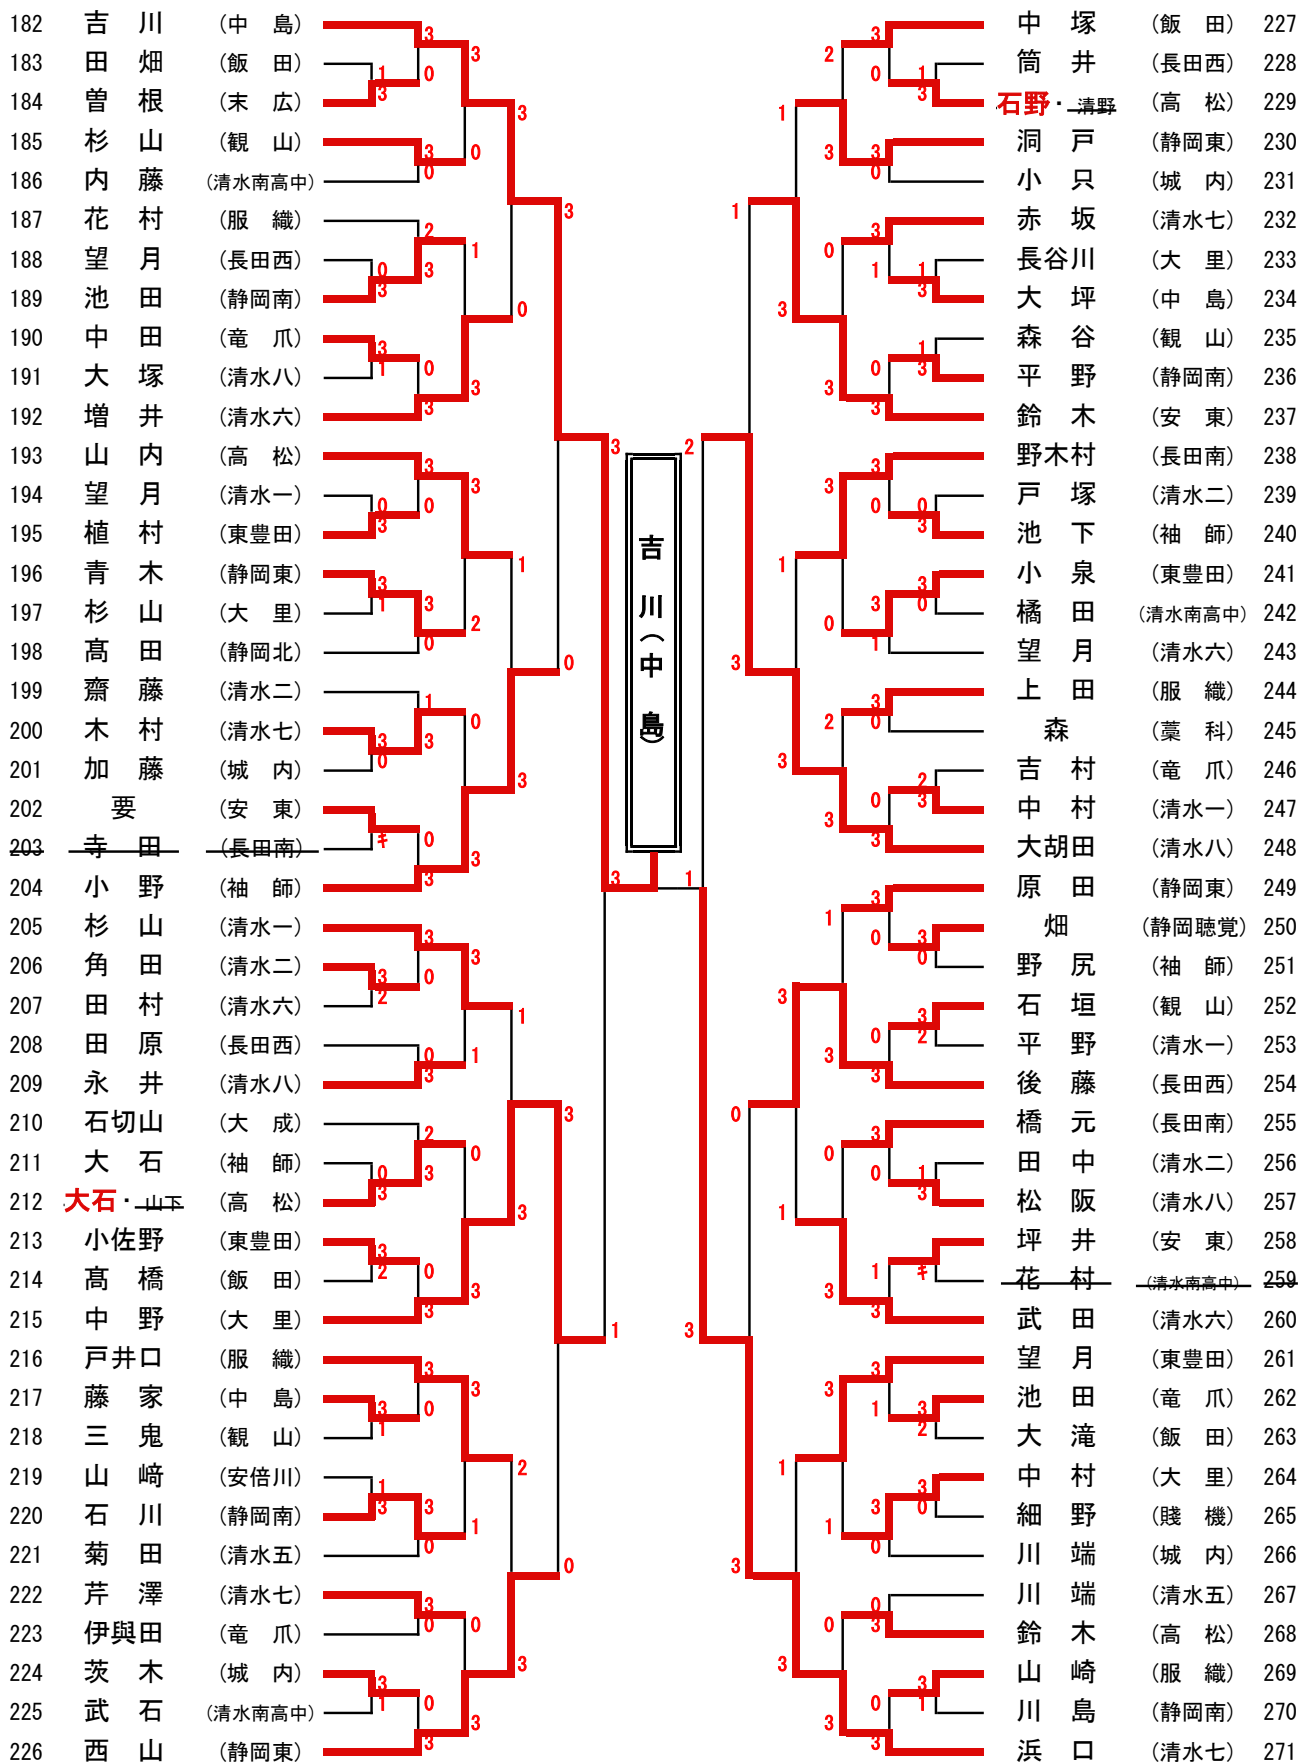 182 吉川 (中島)
183 田畑 (飯田)
184 曽根 (末広)
185 杉山 (観山)
186 内藤 (清水南高中)
187 花村 (服織)
188 望月 (長田西)
189 池田 (静岡南)
190 中田 (竜爪)
191 大塚 (清水八)
192 増井 (清水六)
193 山内 (高松)
194 望月 (清水一)
195 植村 (東豊田)
196 青木 (静岡東)
197 杉山 (大里)
198 髙田 (静岡北)
199 齋藤 (清水二)
200 木村 (清水七)
201 加藤 (城内)
202 要 (安東)
203 寺田 (長田南)
204 小野 (袖師)
205 杉山 (清水一)
206 角田 (清水二)
207 田村 (清水六)
208 田原 (長田西)
209 永井 (清水八)
210 石切山 (大成)
211 大石 (袖師)
212 大石・山下 (高松)
213 小佐野 (東豊田)
214 髙橋 (飯田)
215 中野 (大里)
216 戸井口 (服織)
217 藤家 (中島)
218 三鬼 (観山)
219 山﨑 (安倍川)
220 石川 (静岡南)
221 菊田 (清水五)
222 芹澤 (清水七)
223 伊與田 (竜爪)
224 茨木 (城内)
225 武石 (清水南高中)
226 西山 (静岡東)
吉川(中島)
中塚 (飯田) 227
筒井 (長田西) 228
石野・清野 (高松) 229
洞戸 (静岡東) 230
小只 (城内) 231
赤坂 (清水七) 232
長谷川 (大里) 233
大坪 (中島) 234
森谷 (観山) 235
平野 (静岡南) 236
鈴木 (安東) 237
野木村 (長田南) 238
戸塚 (清水二) 239
池下 (袖師) 240
小泉 (東豊田) 241
橘田 (清水南高中) 242
望月 (清水六) 243
上田 (服織) 244
森 (藁科) 245
吉村 (竜爪) 246
中村 (清水一) 247
大胡田 (清水八) 248
原田 (静岡東) 249
畑 (静岡聴覚) 250
野尻 (袖師) 251
石垣 (観山) 252
平野 (清水一) 253
後藤 (長田西) 254
橋元 (長田南) 255
田中 (清水二) 256
松阪 (清水八) 257
坪井 (安東) 258
花村 (清水南高中) 259
武田 (清水六) 260
望月 (東豊田) 261
池田 (竜爪) 262
大滝 (飯田) 263
中村 (大里) 264
細野 (賤機) 265
川端 (城内) 266
川端 (清水五) 267
鈴木 (高松) 268
山崎 (服織) 269
川島 (静岡南) 270
浜口 (清水七) 271